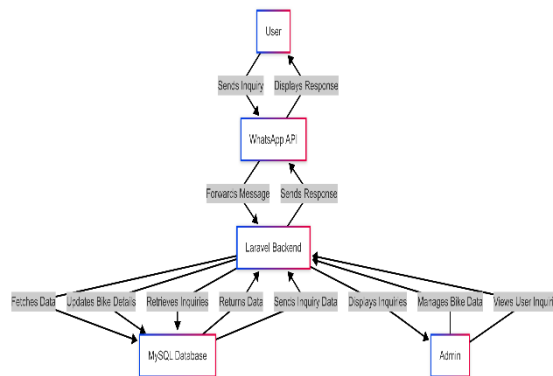 User
Sends Inquiry
Displays Response
WhatsApp API
Forwards Message
Sends Response
Laravel Backend
Fetches Data
Updates Bike Details
Retrieves Inquiries
Returns Data
Sends Inquiry Data
Displays Inquiries
Manages Bike Data
Views User Inquiri
MySQL Database
Admin